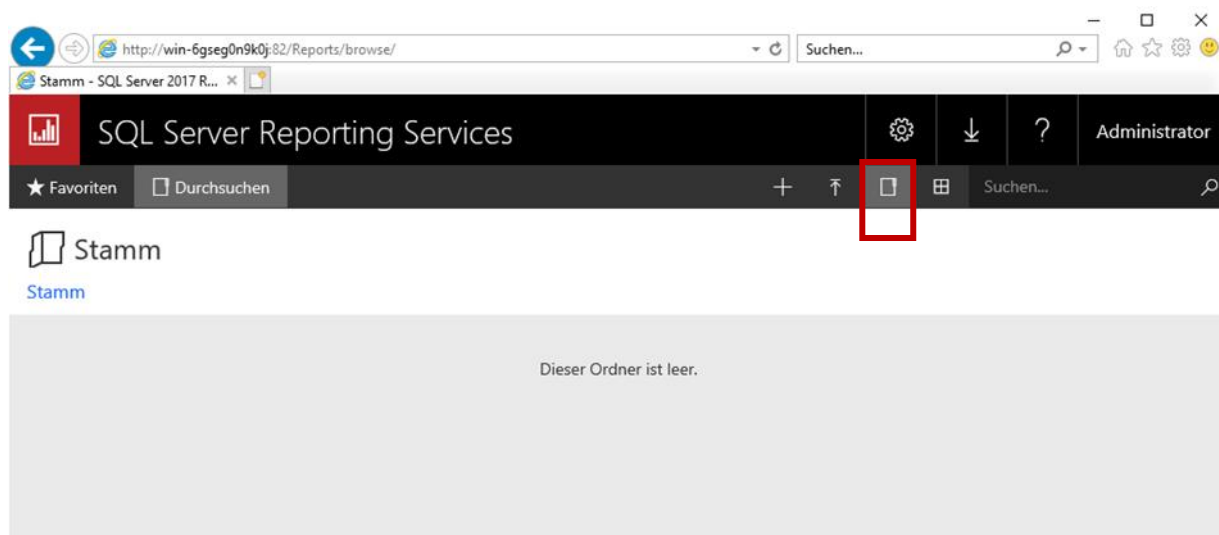 http://win-6gseg0n9k0j:82/Reports/browse/
Suchen...
Stamm - SQL Server 2017 R...
SQL Server Reporting Services
?
Administrator
Favoriten
Durchsuchen
Suchen...
Stamm
Stamm
Dieser Ordner ist leer.